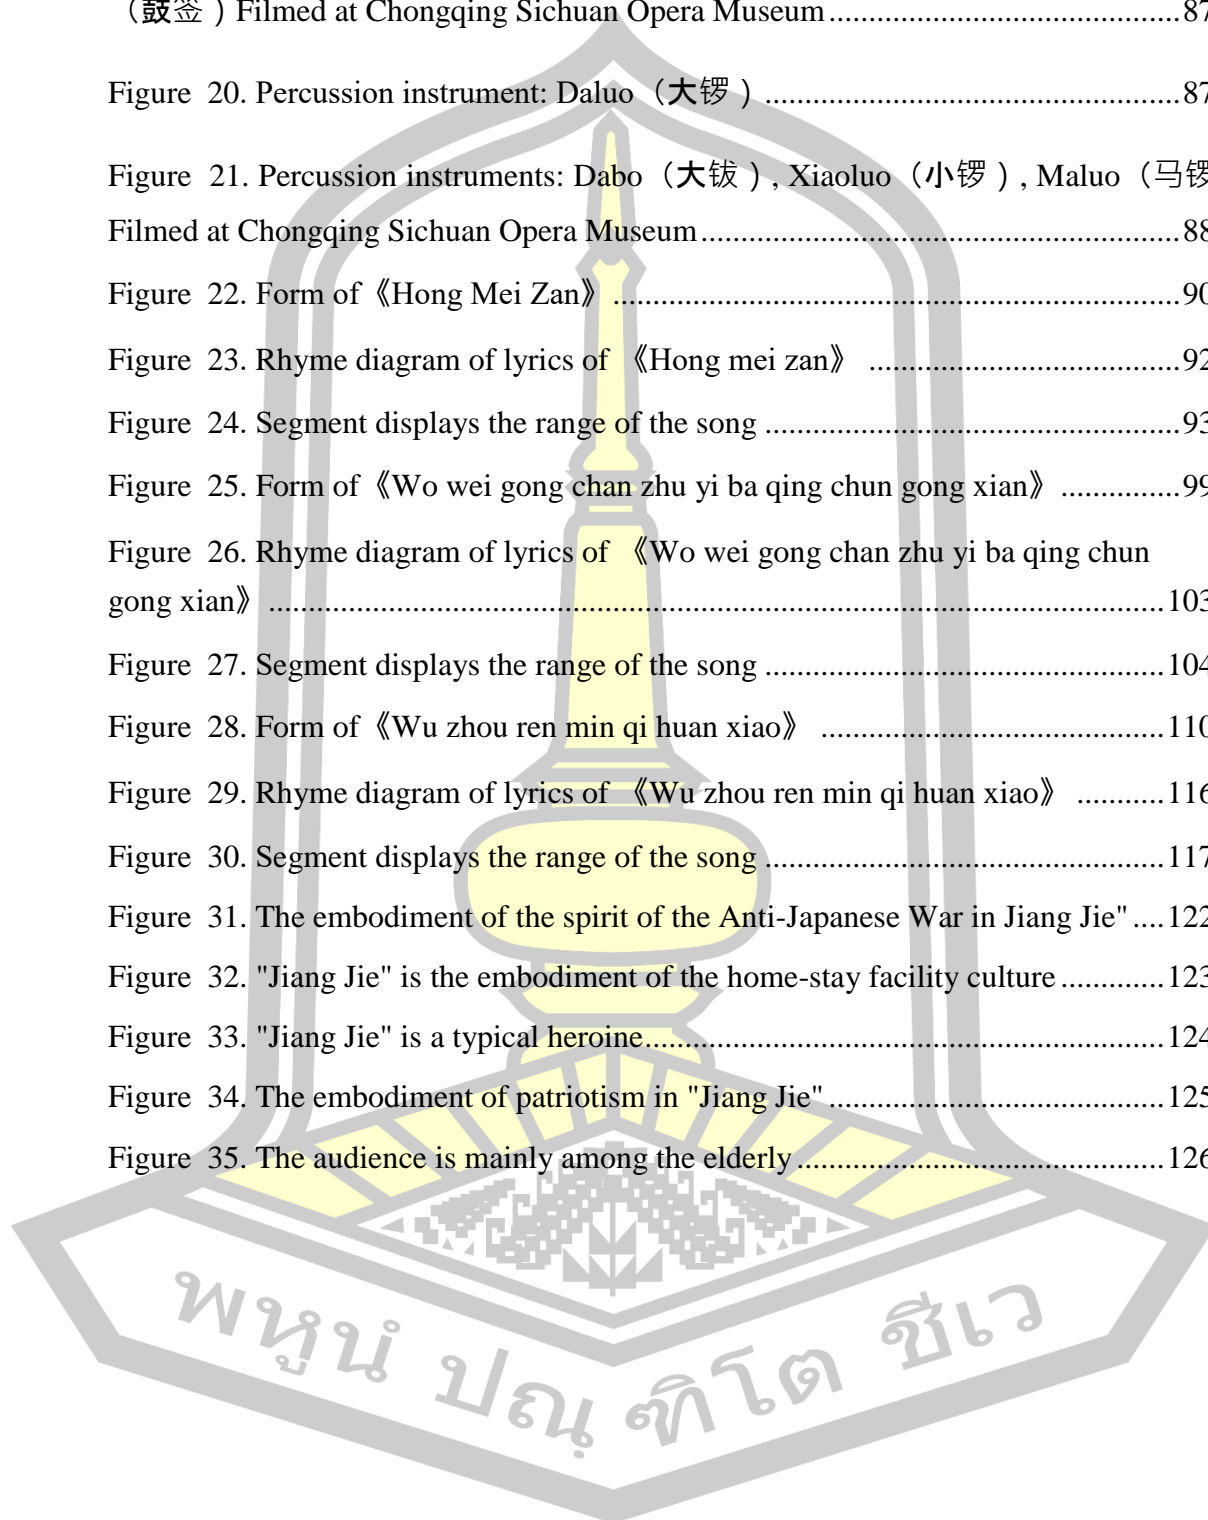 （鼓签）Filmed at Chongqing Sichuan Opera Museum......87
Figure 20. Percussion instrument: Daluo（大锣）......87
Figure 21. Percussion instruments: Dabo（大钹）, Xiaoluo（小锣）, Maluo（马锣
Filmed at Chongqing Sichuan Opera Museum......88
Figure 22. Form of《Hong Mei Zan》......90
Figure 23. Rhyme diagram of lyrics of 《Hong mei zan》......92
Figure 24. Segment displays the range of the song......93
Figure 25. Form of《Wo wei gong chan zhu yi ba qing chun gong xian》......99
Figure 26. Rhyme diagram of lyrics of 《Wo wei gong chan zhu yi ba qing chun
gong xian》......103
Figure 27. Segment displays the range of the song......104
Figure 28. Form of《Wu zhou ren min qi huan xiao》......110
Figure 29. Rhyme diagram of lyrics of 《Wu zhou ren min qi huan xiao》......116
Figure 30. Segment displays the range of the song......117
Figure 31. The embodiment of the spirit of the Anti-Japanese War in Jiang Jie"....122
Figure 32. "Jiang Jie" is the embodiment of the home-stay facility culture......123
Figure 33. "Jiang Jie" is a typical heroine......124
Figure 34. The embodiment of patriotism in "Jiang Jie"......125
Figure 35. The audience is mainly among the elderly......126
พหูนํ ปณฺฑิโต ชีเว